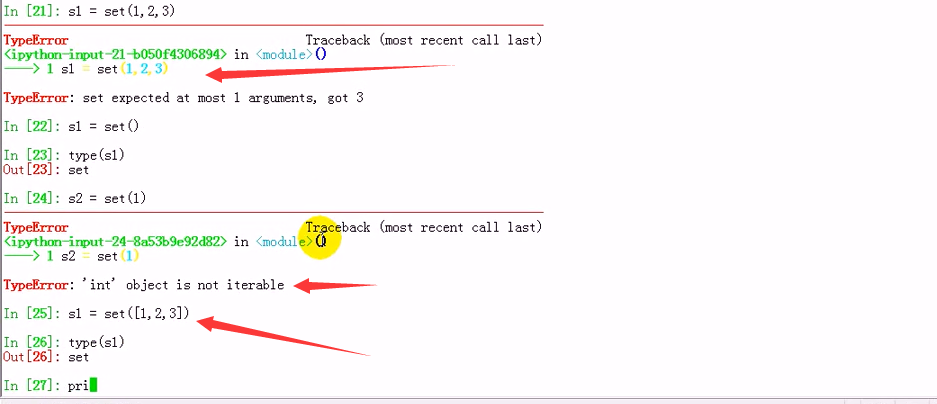 In [21]: s1 = set(1,2,3)
TypeError Traceback (most recent call last)
<ipython-input-21-b050f4306894> in <module>()
----> 1 s1 = set(1,2,3)
TypeError: set expected at most 1 arguments, got 3
In [22]: s1 = set()
In [23]: type(s1)
Out[23]: set
In [24]: s2 = set(1)
TypeError Traceback (most recent call last)
<ipython-input-24-8a53b9e92d82> in <module>()
----> 1 s2 = set(1)
TypeError: 'int' object is not iterable
In [25]: s1 = set([1,2,3])
In [26]: type(s1)
Out[26]: set
In [27]: pri